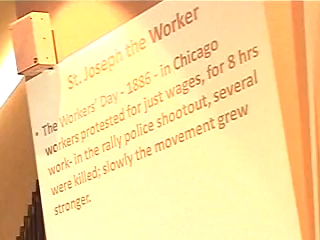 St. Joseph the Worker
• The Workers' Day - 1886 - in Chicago
workers protested for just wages, for 8 hrs
work- in the rally police shootout, several
were killed; slowly the movement grew
stronger.